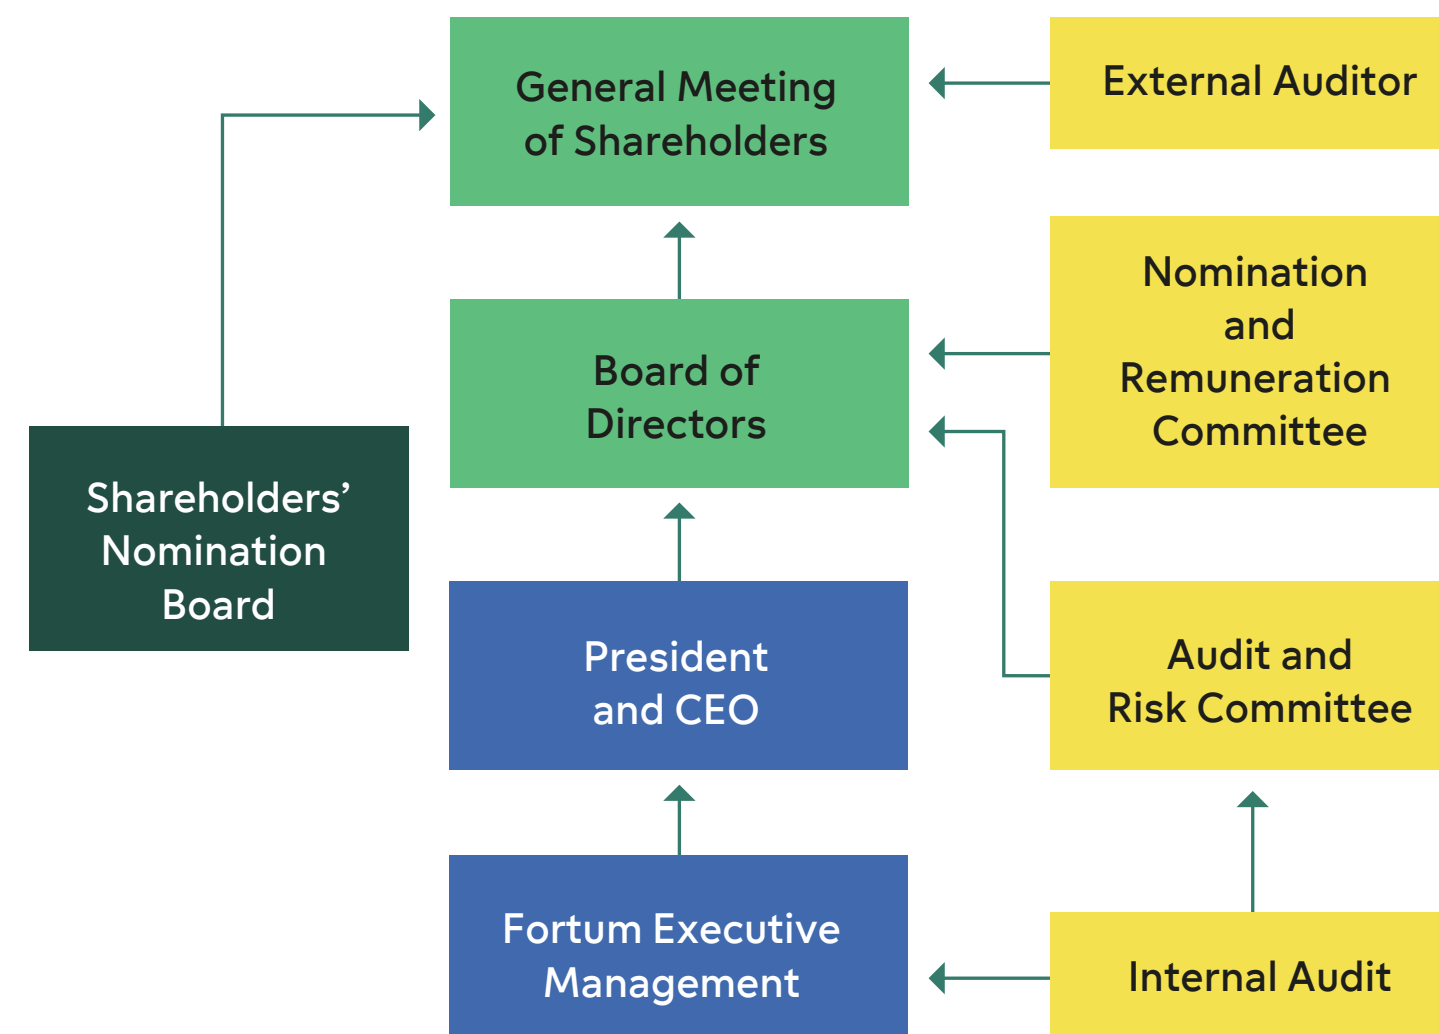 General Meeting
of Shareholders
External Auditor
Nomination
and
Remuneration
Committee
Board of
Directors
Shareholders’
Nomination
Board
President
and CEO
Audit and
Risk Committee
Fortum Executive
Management
Internal Audit